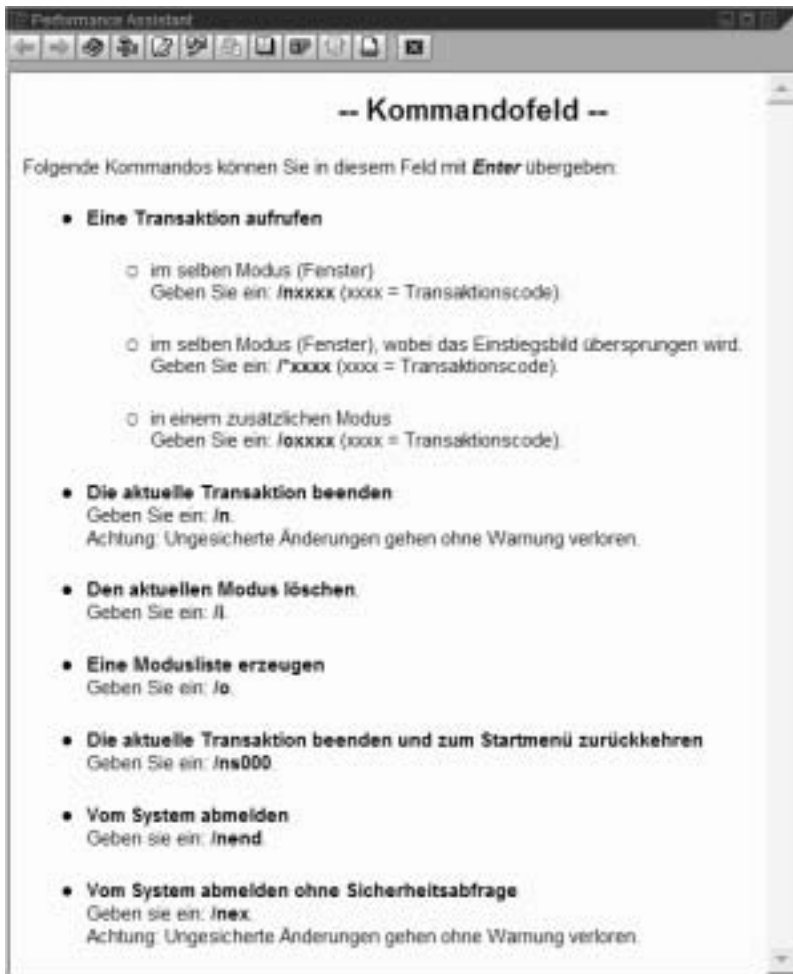 Performance Assistant
-- Kommandofeld --
Folgende Kommandos können Sie in diesem Feld mit Enter übergeben:
Eine Transaktion aufrufen
im selben Modus (Fenster)
Geben Sie ein: /nxxxx (xxxx = Transaktionscode).
im selben Modus (Fenster), wobei das Einstiegsbild übersprungen wird.
Geben Sie ein: /*xxxx (xxxx = Transaktionscode).
in einem zusätzlichen Modus
Geben Sie ein: /oxxxx (xxxx = Transaktionscode).
Die aktuelle Transaktion beenden
Geben Sie ein: /n.
Achtung: Ungesicherte Änderungen gehen ohne Warnung verloren.
Den aktuellen Modus löschen.
Geben Sie ein: /i.
Eine Modusliste erzeugen
Geben Sie ein: /o.
Die aktuelle Transaktion beenden und zum Startmenü zurückkehren
Geben Sie ein: /ns000.
Vom System abmelden
Geben sie ein: /nend.
Vom System abmelden ohne Sicherheitsabfrage
Geben sie ein: /nex.
Achtung: Ungesicherte Änderungen gehen ohne Warnung verloren.